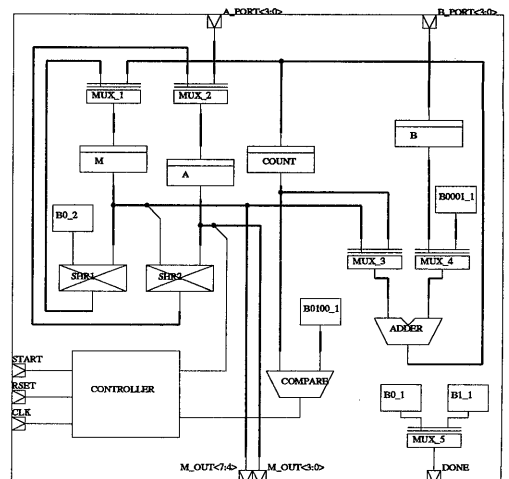 A_PORT<3:0>
B_PORT<3:0>
MUX_1
MUX_2
B
M
A
COUNT
B0001_1
B0_2
MUX_3
MUX_4
SHR1
SHR2
B0100_1
ADDER
START
RSET
CLK
CONTROLLER
COMPARE
B0_1
B1_1
MUX_5
M_OUT<7:4>
M_OUT<3:0>
DONE